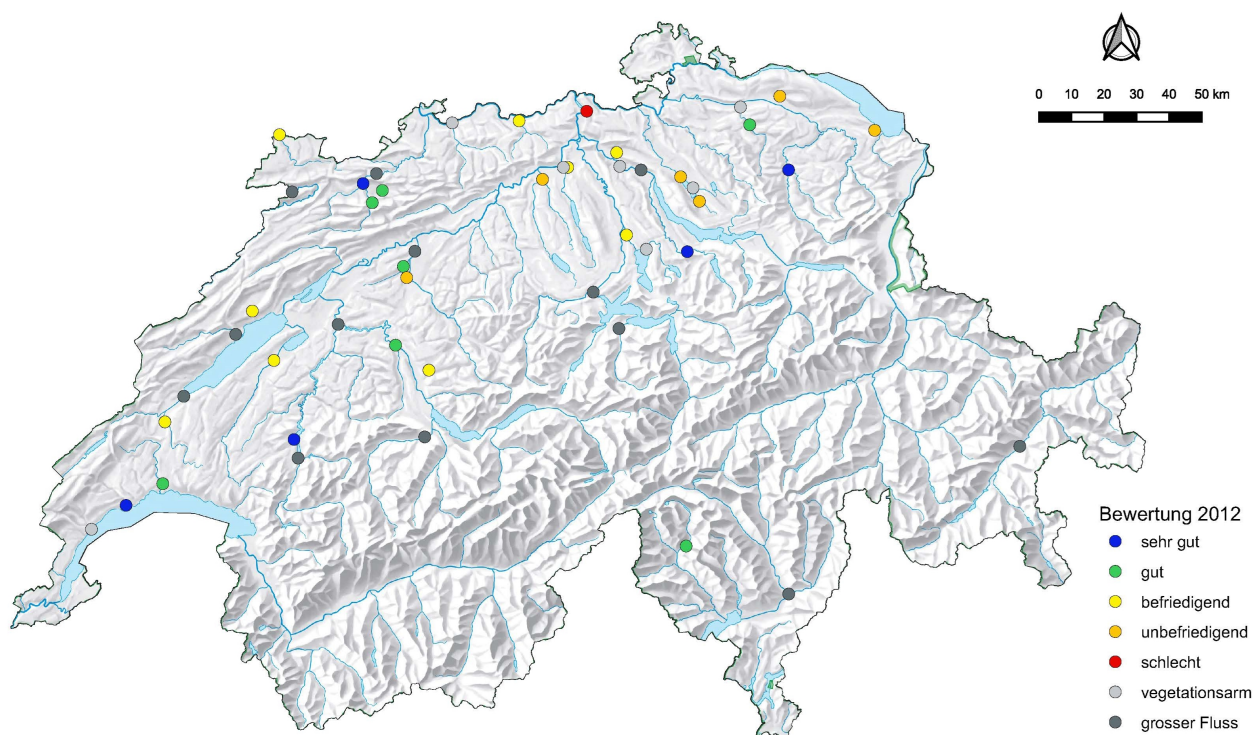 0 10 20 30 40 50 km
Bewertung 2012
sehr gut
gut
befriedigend
unbefriedigend
schlecht
vegetationsarm
grosser Fluss